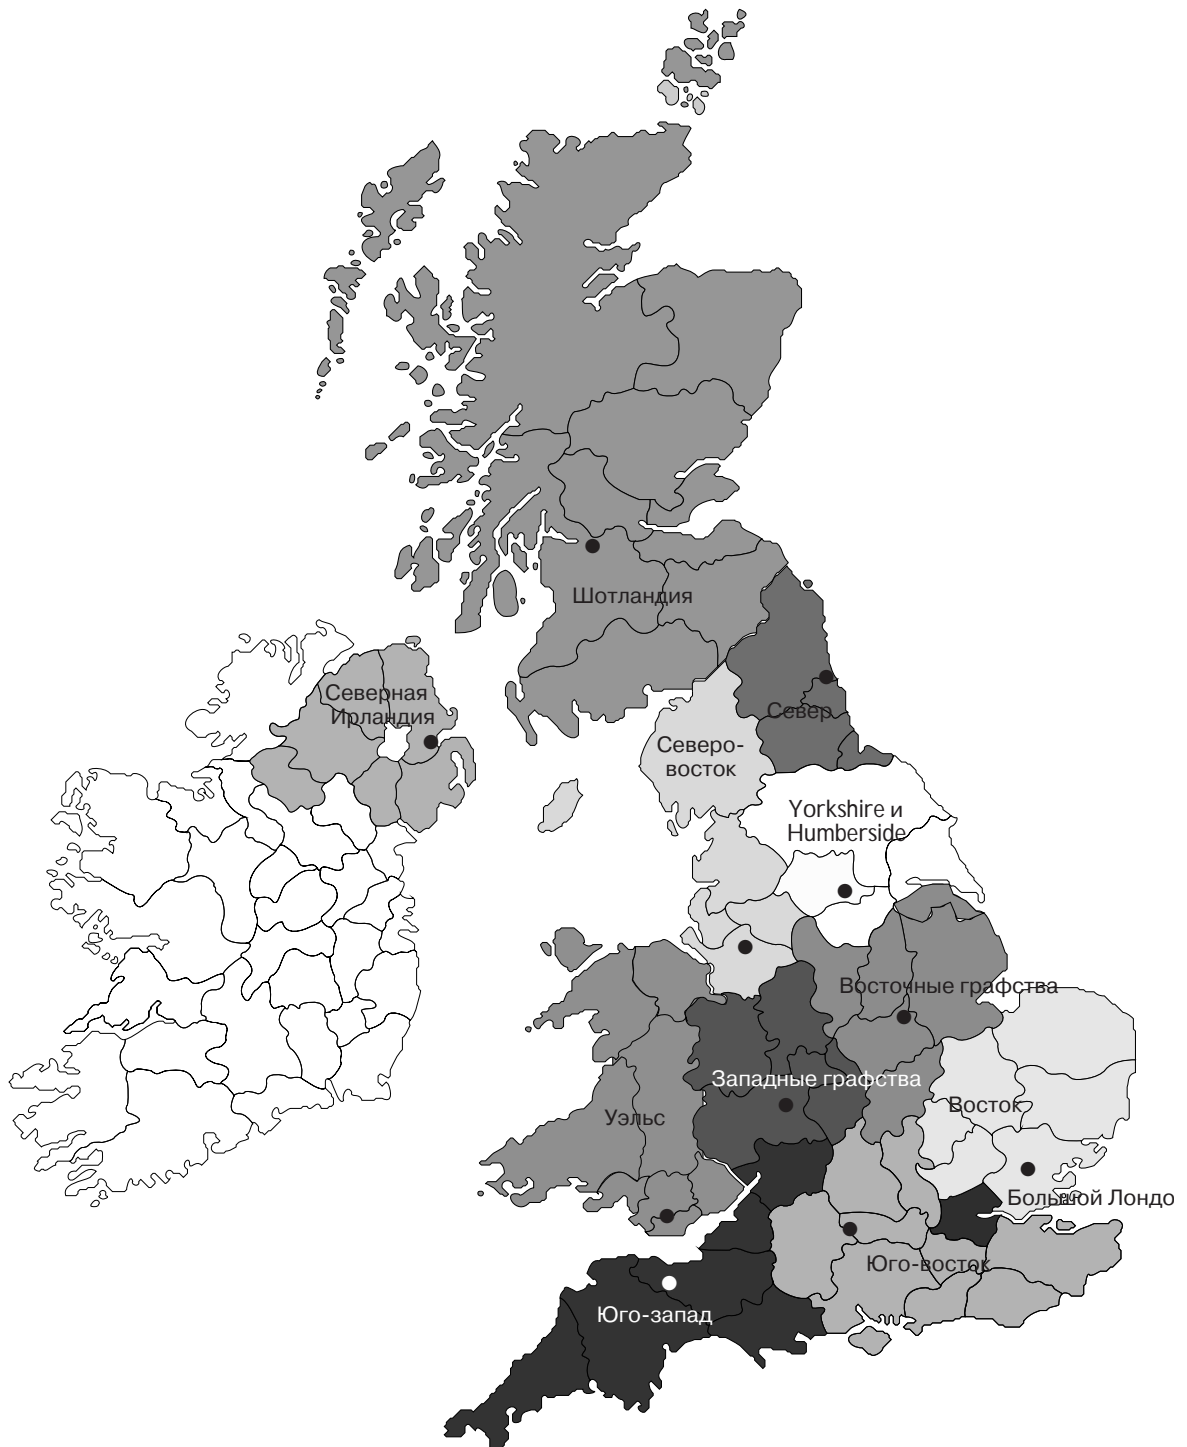 Шотландия
Северная
Ирландия
Север
Северо-
восток
Yorkshire и
Humberside
Восточные графства
Западные графства
Восток
Уэльс
Большой Лондо
Юго-восток
Юго-запад